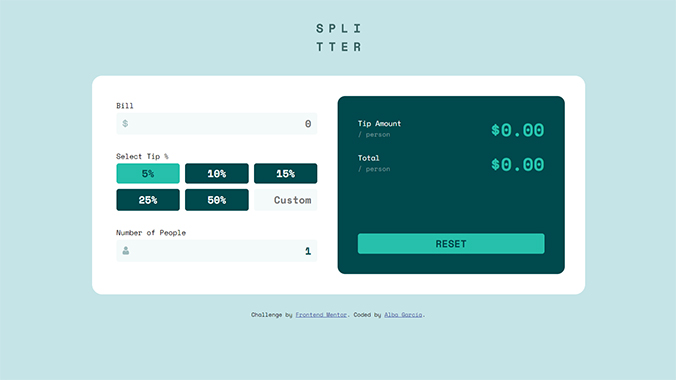 SPLI
TTER
Bill
$ 0
Select Tip %
5% 10% 15%
25% 50% Custom
Number of People
1
Tip Amount
/ person
$0.00
Total
/ person
$0.00
RESET
Challenge by Frontend Mentor. Coded by Alba Garcia.